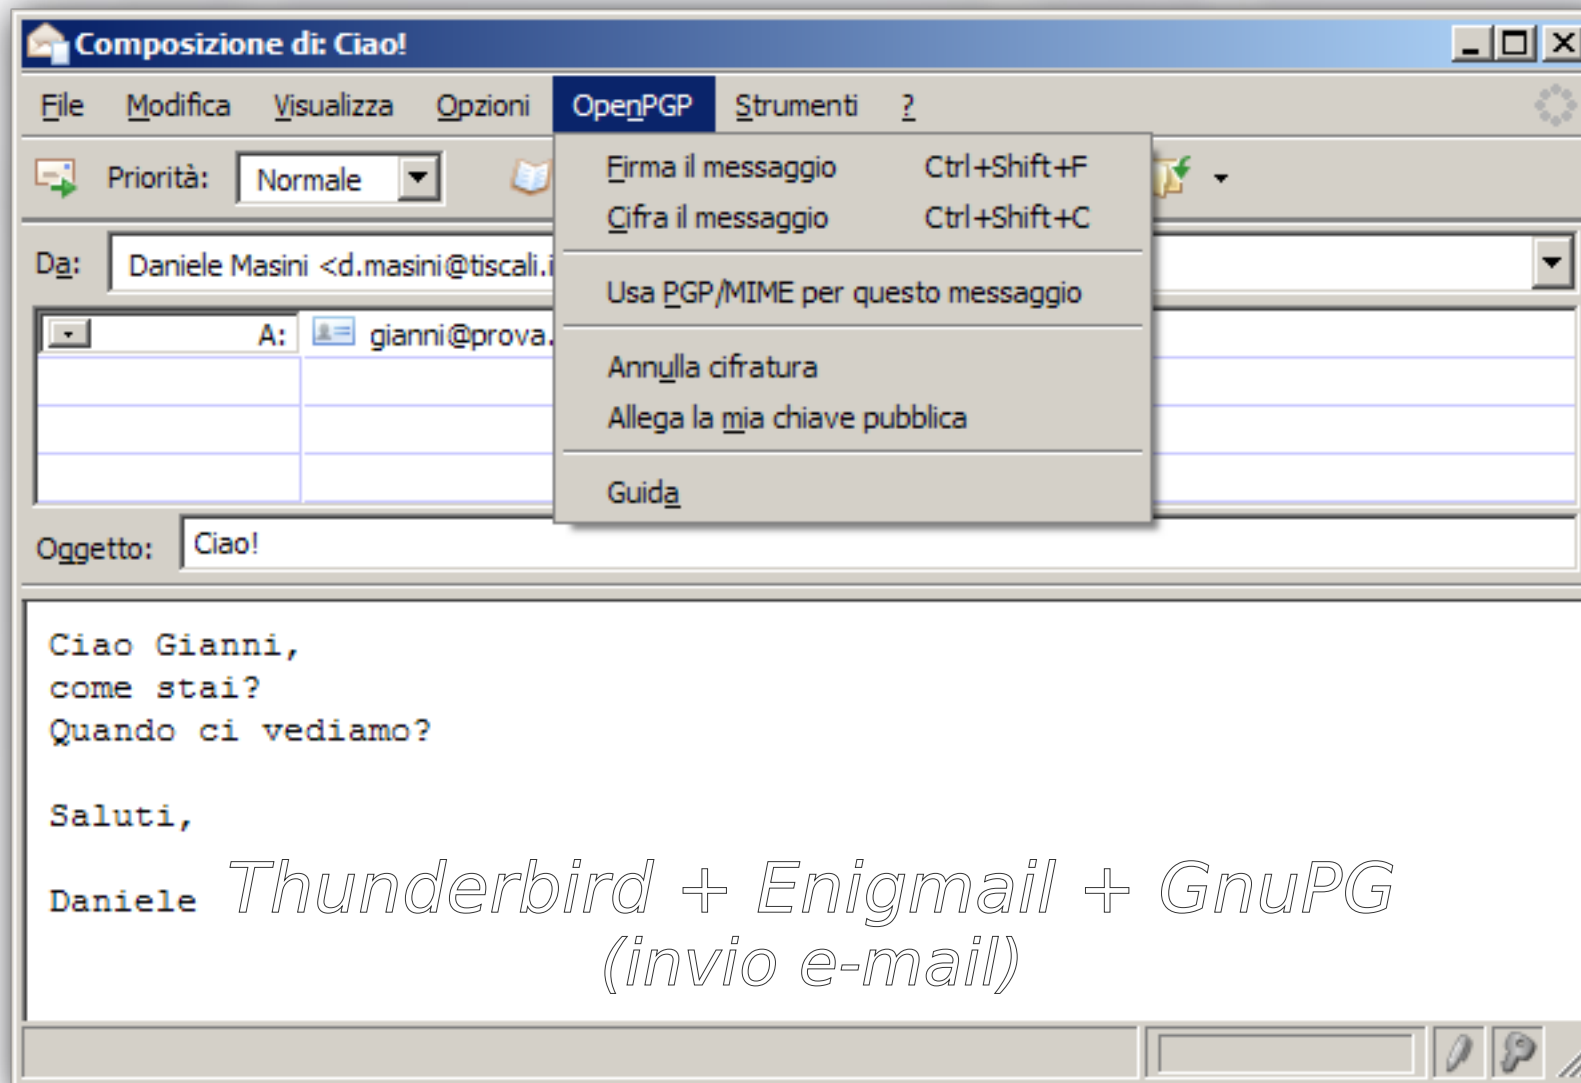 Composizione di: Ciao!
File Modifica Visualizza Opzioni OpenPGP Strumenti ?
Priorità: Normale
Firma il messaggio Ctrl+Shift+F
Cifra il messaggio Ctrl+Shift+C
Usa PGP/MIME per questo messaggio
Annulla cifratura
Allega la mia chiave pubblica
Guida
Da: Daniele Masini <d.masini@tiscali.i
A: gianni@prova.
Oggetto: Ciao!
Ciao Gianni,
come stai?
Quando ci vediamo?
Saluti,
Daniele
Thunderbird + Enigmail + GnuPG
(invio e-mail)